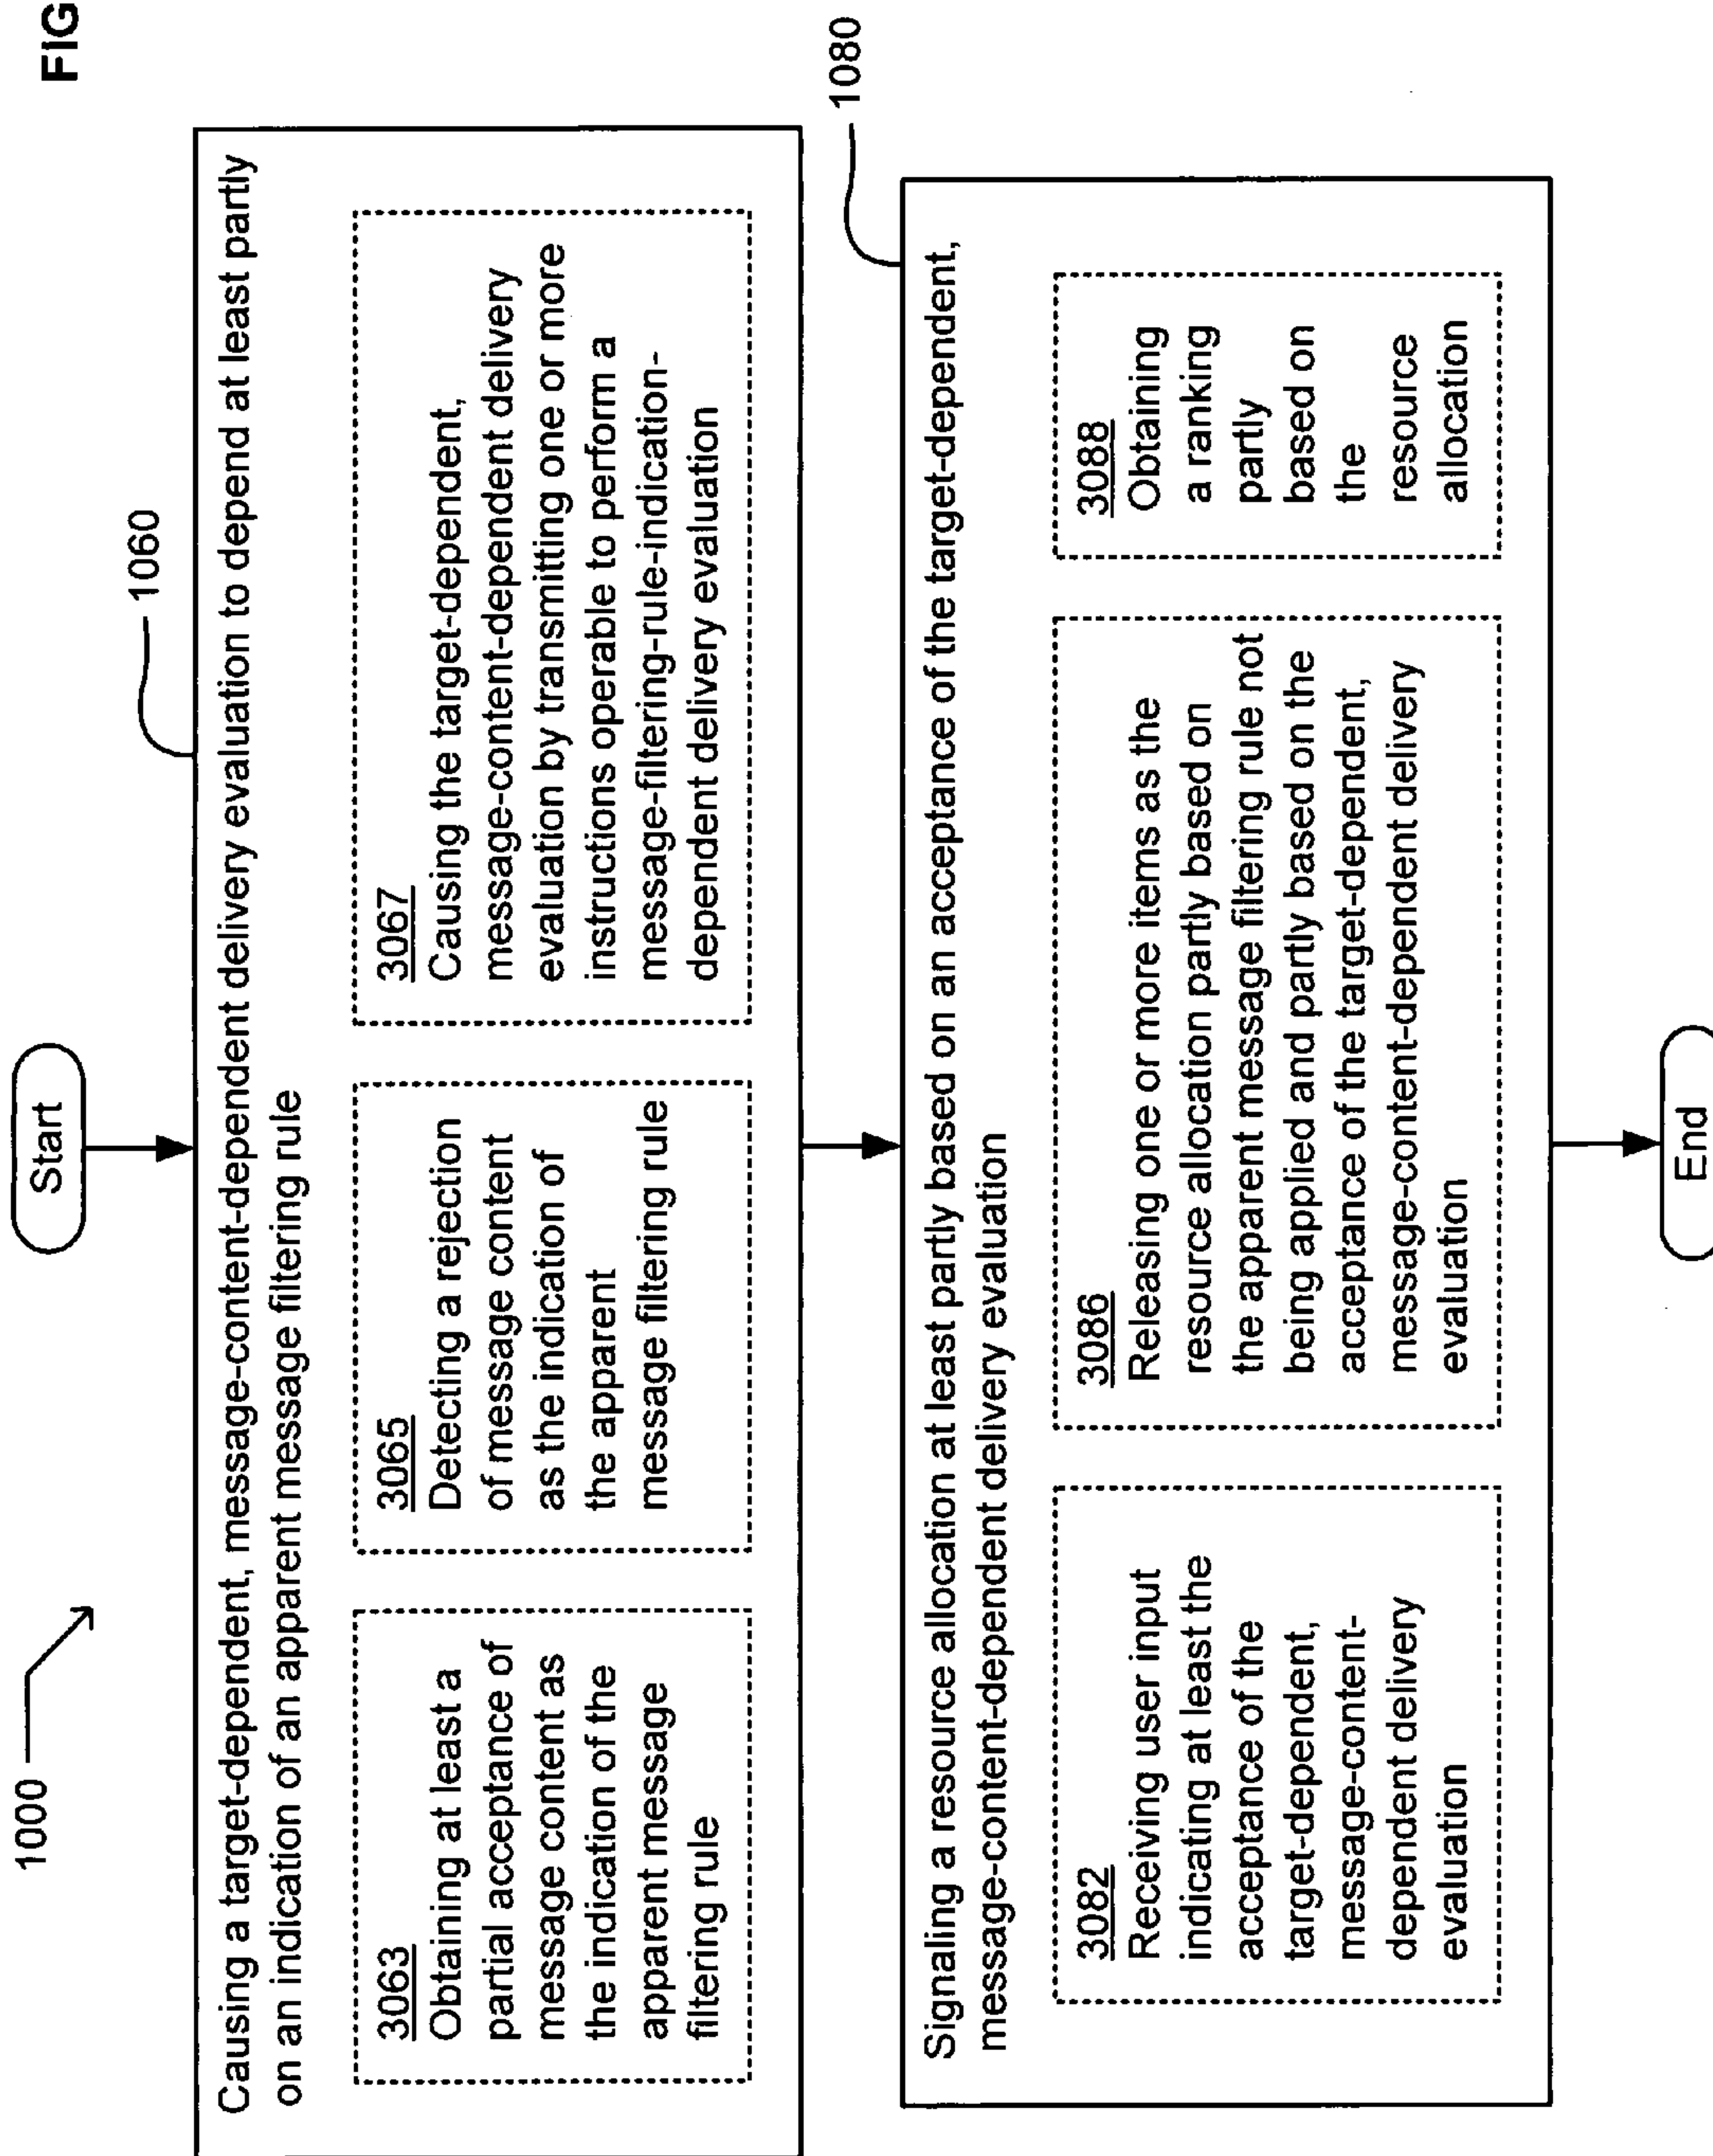 FIG
1000
Start
1060
Causing a target-dependent, message-content-dependent delivery evaluation to depend at least partly
on an indication of an apparent message filtering rule
3063
Obtaining at least a
partial acceptance of
message content as
the indication of the
apparent message
filtering rule
3065
Detecting a rejection
of message content
as the indication of
the apparent
message filtering rule
3067
Causing the target-dependent,
message-content-dependent delivery
evaluation by transmitting one or more
instructions operable to perform a
message-filtering-rule-indication-
dependent delivery evaluation
1080
Signaling a resource allocation at least partly based on an acceptance of the target-dependent,
message-content-dependent delivery evaluation
3082
Receiving user input
indicating at least the
acceptance of the
target-dependent,
message-content-
dependent delivery
evaluation
3086
Releasing one or more items as the
resource allocation partly based on
the apparent message filtering rule not
being applied and partly based on the
acceptance of the target-dependent,
message-content-dependent delivery
evaluation
3088
Obtaining
a ranking
partly
based on
the
resource
allocation
End